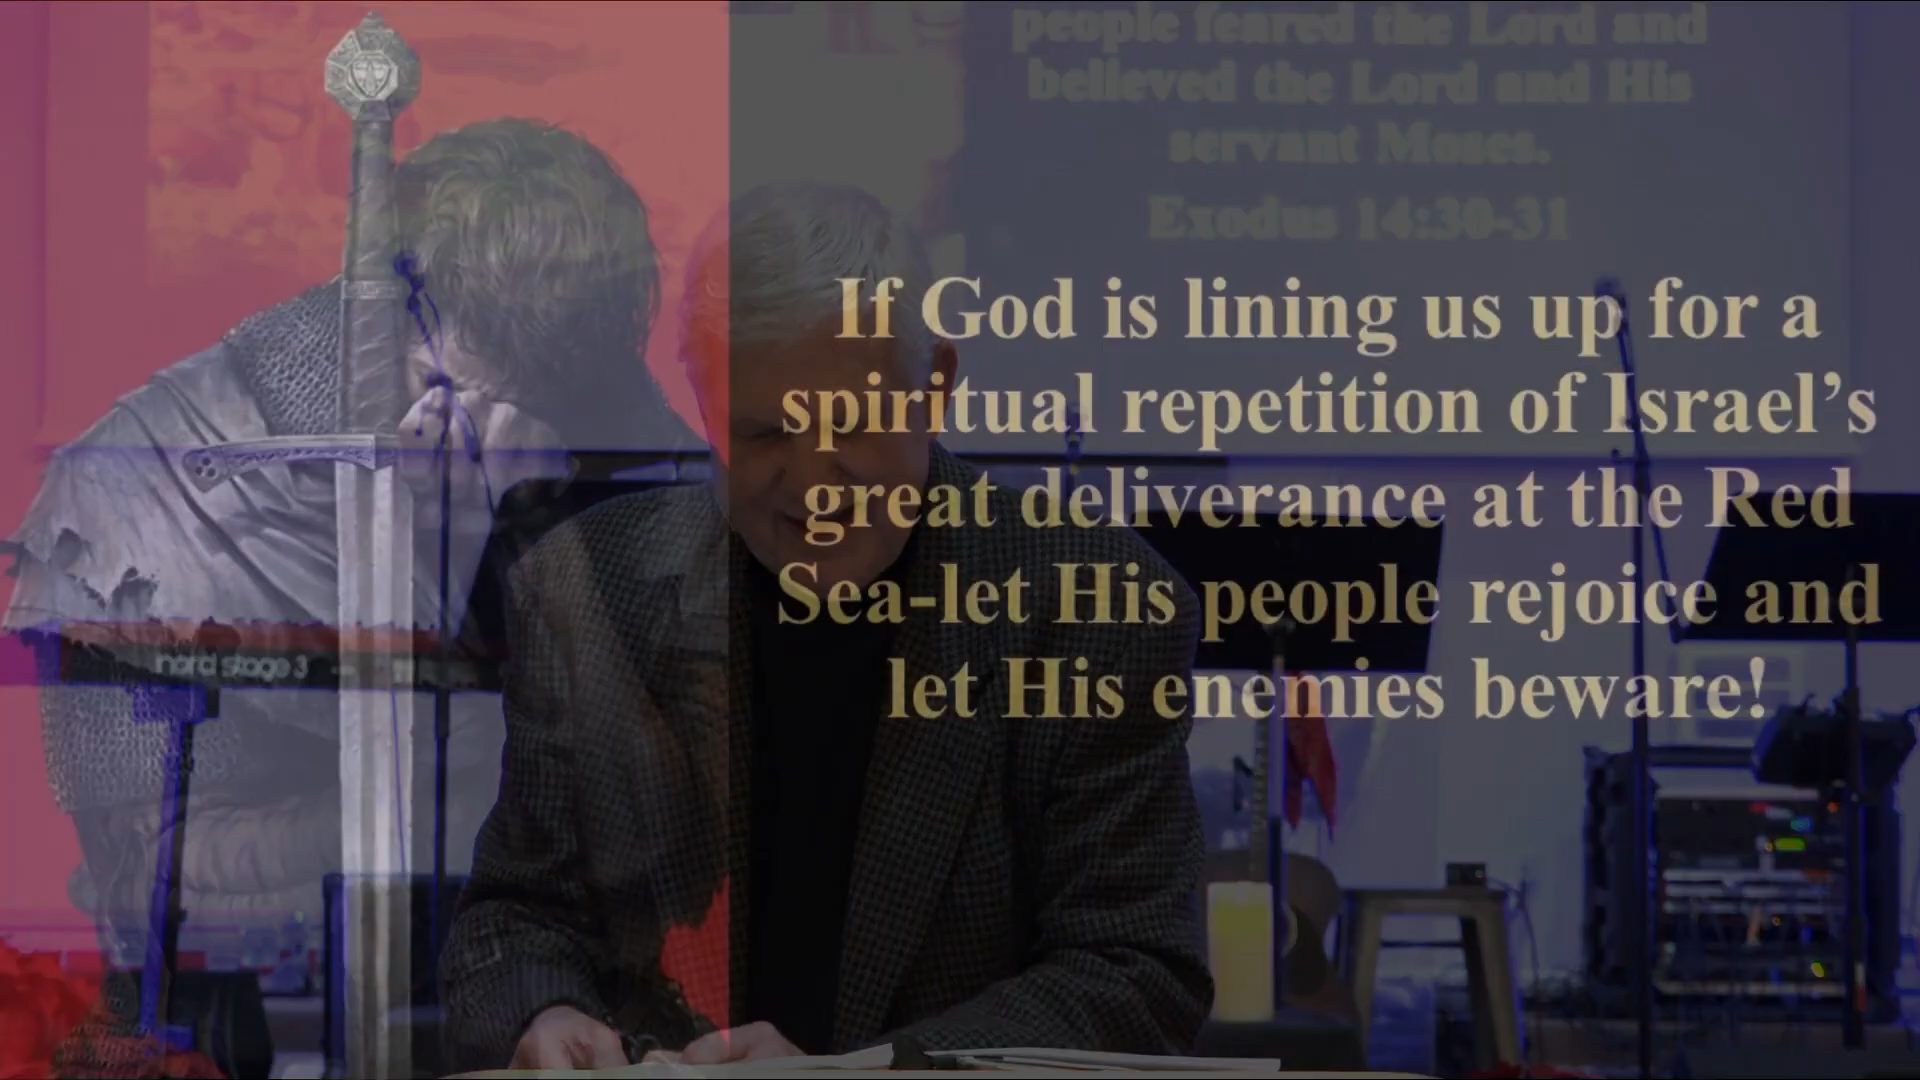 people feared the Lord and
believed the Lord and His
servant Moses.
Exodus 14:30-31
If God is lining us up for a
spiritual repetition of Israel's
great deliverance at the Red
Sea-let His people rejoice and
let His enemies beware!
nord stage 3